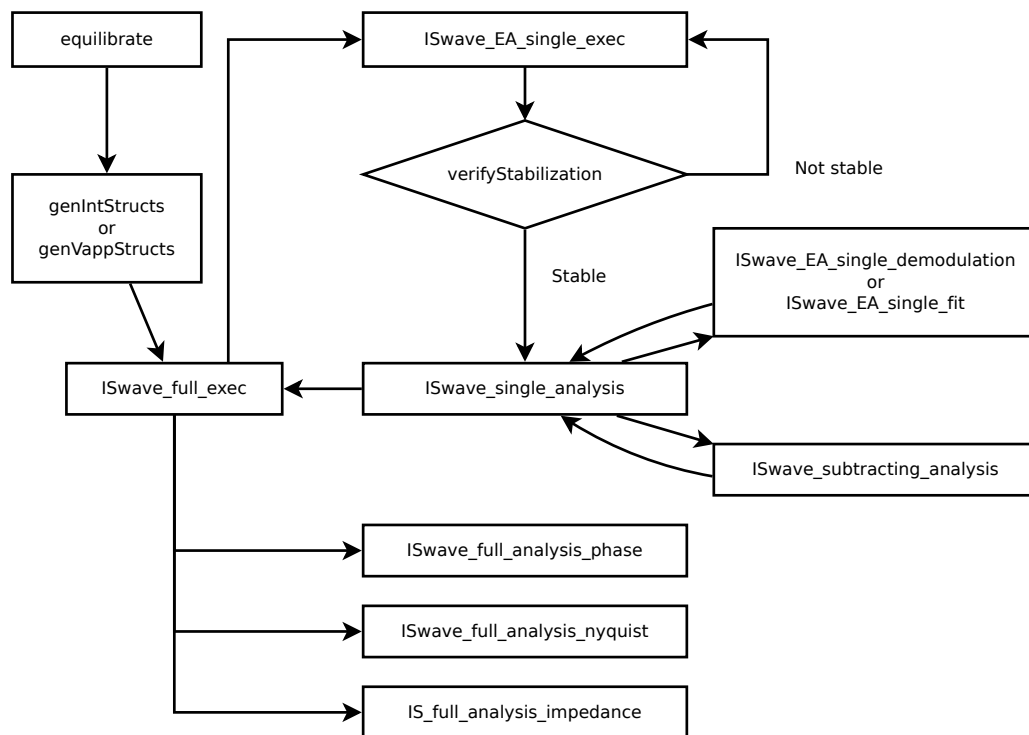 equilibrate
ISwave_EA_single_exec
verifyStabilization
Not stable
genIntStructs
or
genVappStructs
Stable
ISwave_EA_single_demodulation
or
ISwave_EA_single_fit
ISwave_full_exec
ISwave_single_analysis
ISwave_subtracting_analysis
ISwave_full_analysis_phase
ISwave_full_analysis_nyquist
IS_full_analysis_impedance